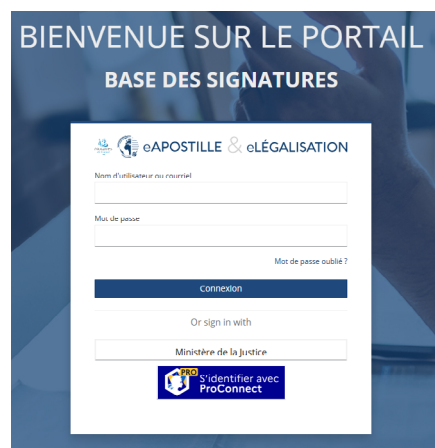 BIENVENUE SUR LE PORTAIL
BASE DES SIGNATURES
eAPOSTILLE & eLÉGALISATION
Nom d'utilisateur ou courriel
Mot de passe
Mot de passe oublié ?
Connexion
Or sign in with
Ministère de la Justice
PRO
S'identifier avec
ProConnect